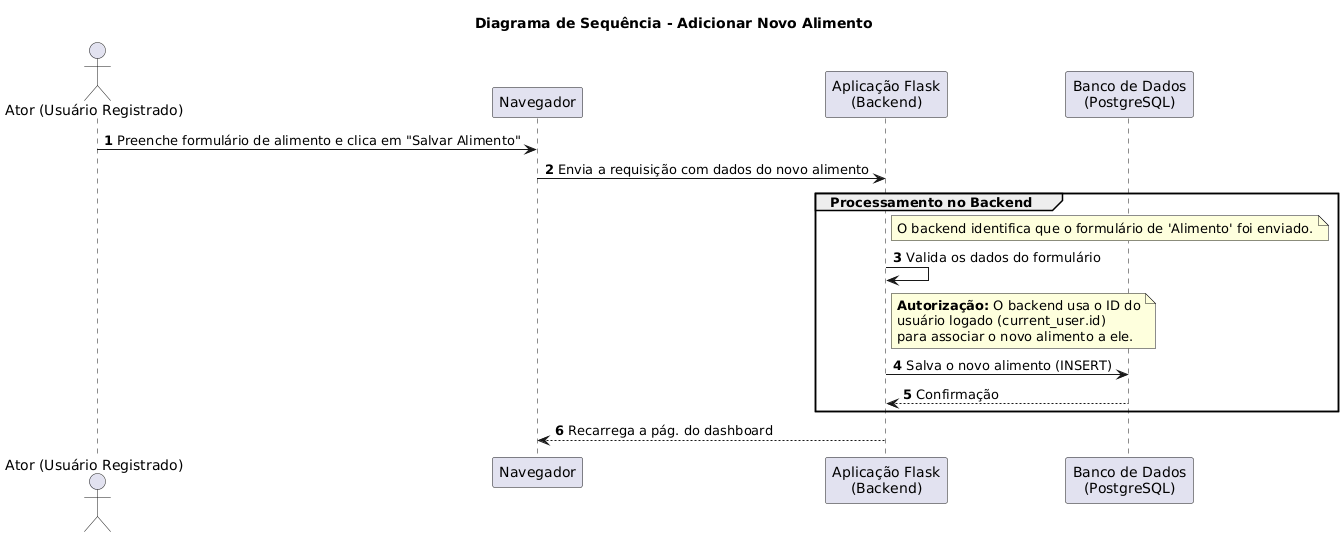 Diagrama de Sequência - Adicionar Novo Alimento
Ator (Usuário Registrado)
Navegador
Aplicação Flask
(Backend)
Banco de Dados
(PostgreSQL)
1 Preenche formulário de alimento e clica em "Salvar Alimento"
2 Envia a requisição com dados do novo alimento
Processamento no Backend
O backend identifica que o formulário de 'Alimento' foi enviado.
3 Valida os dados do formulário
Autorização: O backend usa o ID do
usuário logado (current_user.id)
para associar o novo alimento a ele.
4 Salva o novo alimento (INSERT)
5 Confirmação
6 Recarrega a pág. do dashboard
Ator (Usuário Registrado)
Navegador
Aplicação Flask
(Backend)
Banco de Dados
(PostgreSQL)